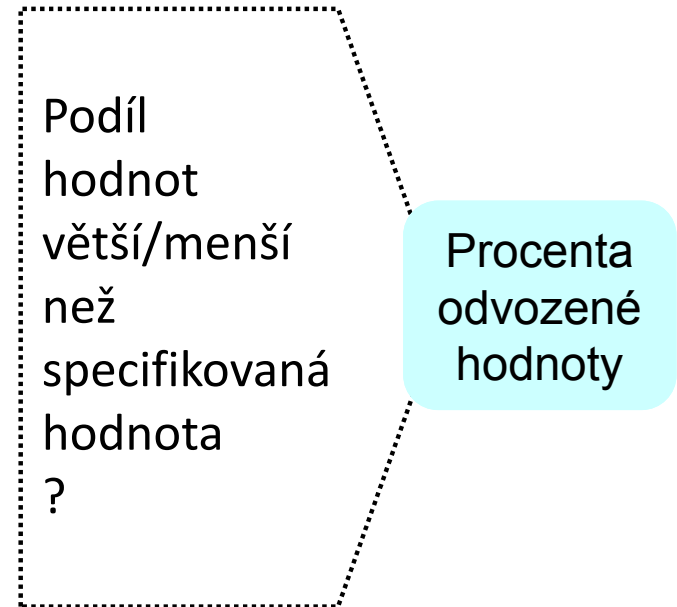 Podíl
hodnot
větší/menší
než
specifikovaná
hodnota
?
Procenta
odvozené
hodnoty